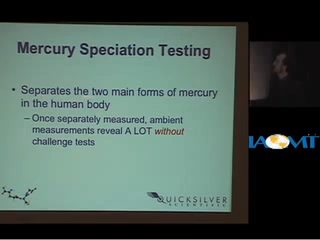 Mercury Speciation Testing
• Separates the two main forms of mercury
in the human body
– Once separately measured, ambient
measurements reveal A LOT without
challenge tests
QUICKSILVER
SCIENTIFIC
IAOMT